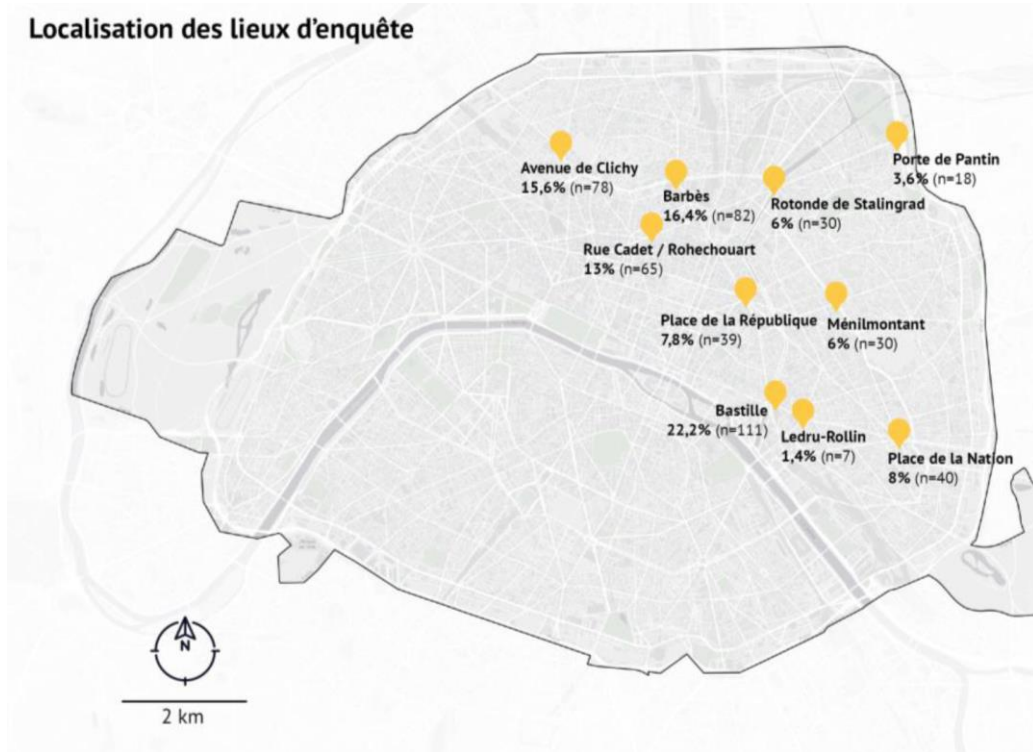 Localisation des lieux d'enquête
Avenue de Clichy
15,6% (n=78)
Barbès
16,4% (n=82)
Rotonde de Stalingrad
6% (n=30)
Porte de Pantin
3,6% (n=18)
Rue Cadet / Rohechouart
13% (n=65)
Place de la République
7,8% (n=39)
Ménilmontant
6% (n=30)
Bastille
22,2% (n=111)
Ledru-Rollin
1,4% (n=7)
Place de la Nation
8% (n=40)
N
2 km